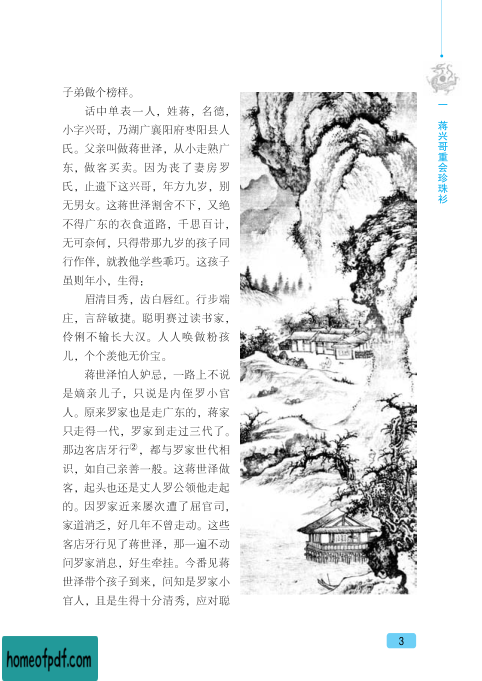 子弟做个榜样。
话中单表一人，姓蒋，名德，
小字兴哥，乃湖广襄阳府枣阳县人
氏。父亲叫做蒋世泽，从小走熟广
东，做客买卖。因为丧了妻房罗
氏，止遗下这兴哥，年方九岁，别
无男女。这蒋世泽割舍不下，又绝
不得广东的衣食道路，千思百计，
无可奈何，只得带那九岁的孩子同
行作伴，就教他学些乖巧。这孩子
虽则年小，生得；
眉清目秀，齿白唇红。行步端
庄，言辞敏捷。聪明赛过读书家，
伶俐不输长大汉。人人唤做粉孩
儿，个个羡他无价宝。
蒋世泽怕人妒忌，一路上不说
是嫡亲儿子，只说是内侄罗小官
人。原来罗家也是走广东的，蒋家
只走得一代，罗家到走过三代了。
那边客店牙行②，都与罗家世代相
识，如自己亲善一般。这蒋世泽做
客，起头也还是丈人罗公领他走起
的。因罗家近来屡次遭了屈官司，
家道消乏，好几年不曾走动。这些
客店牙行见了蒋世泽，那一遍不动
问罗家消息，好生牵挂。今番见蒋
世泽带个孩子到来，问知是罗家小
官人，且是生得十分清秀，应对聪
一 蒋兴哥重会珍珠衫
3
homeofpdf.com